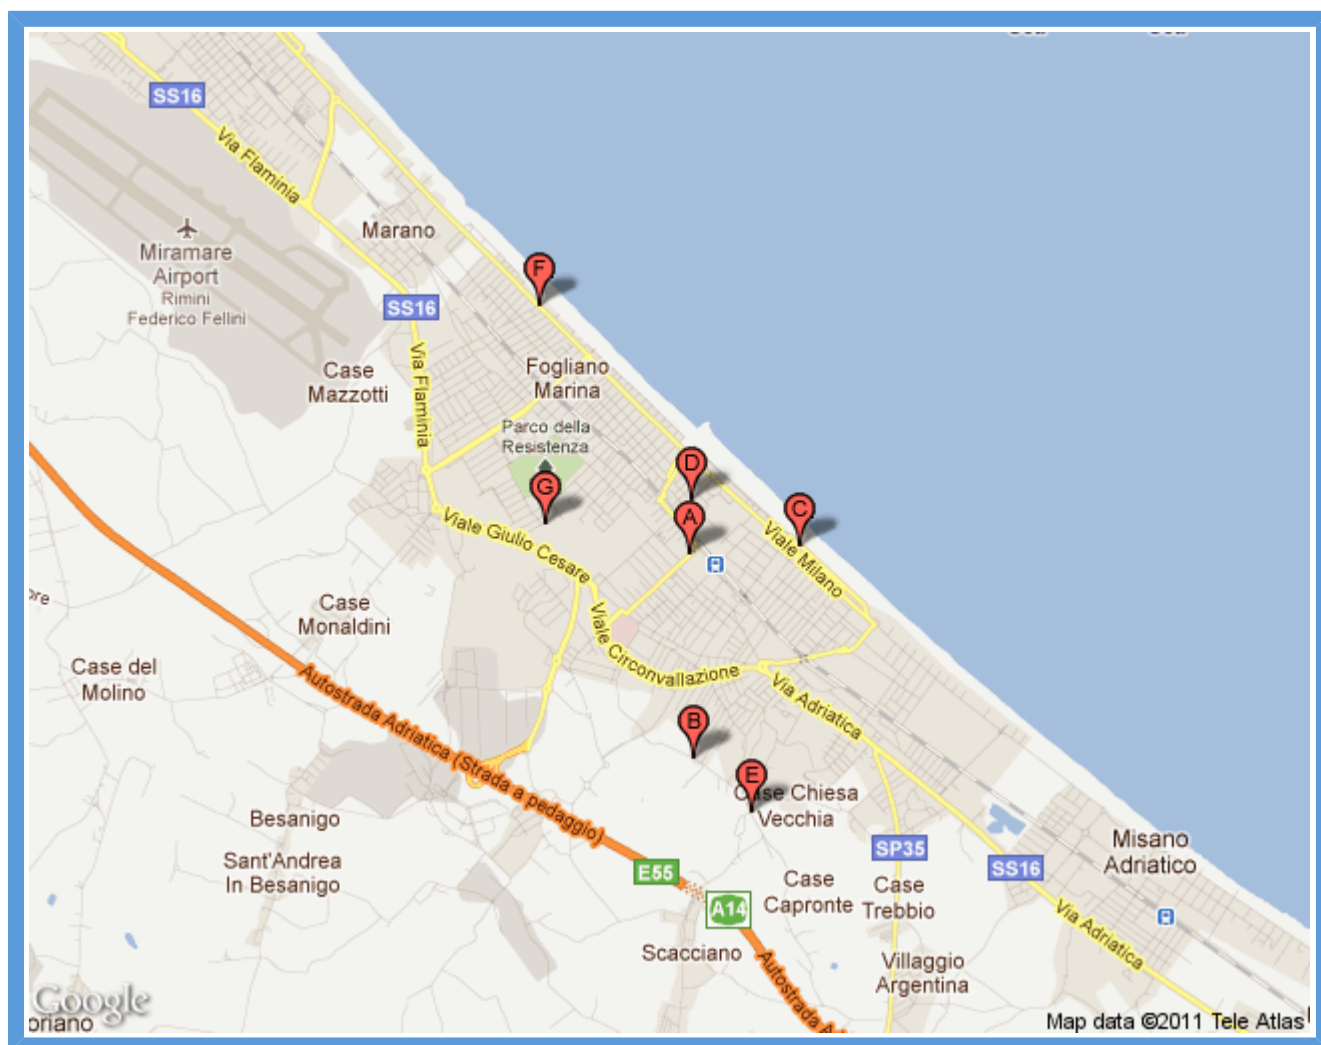 SS16
Via Flaminia
Marano
Miramare
Airport
Rimini
Federico Fellini
F
SS16
Via Flaminia
Case
Mazzotti
Fogliano
Marina
Parco della
Resistenza
D
G
A
C
Viale Giulio Cesare
Viale Milano
Case
Monaldini
Viale Circonvallazione
Case del
Molino
Autostrada Adriatica (Strada a pedaggio)
Via Adriatica
B
E
Case Chiesa
Vecchia
Besanigo
Sant'Andrea
In Besanigo
SP35
Misano
Adriatico
SS16
E55
A14
Case
Capronte
Case
Trebbio
Via Adriatica
Scacciano
Villaggio
Argentina
Autostrada A
Google
oriano
Map data ©2011 Tele Atlas